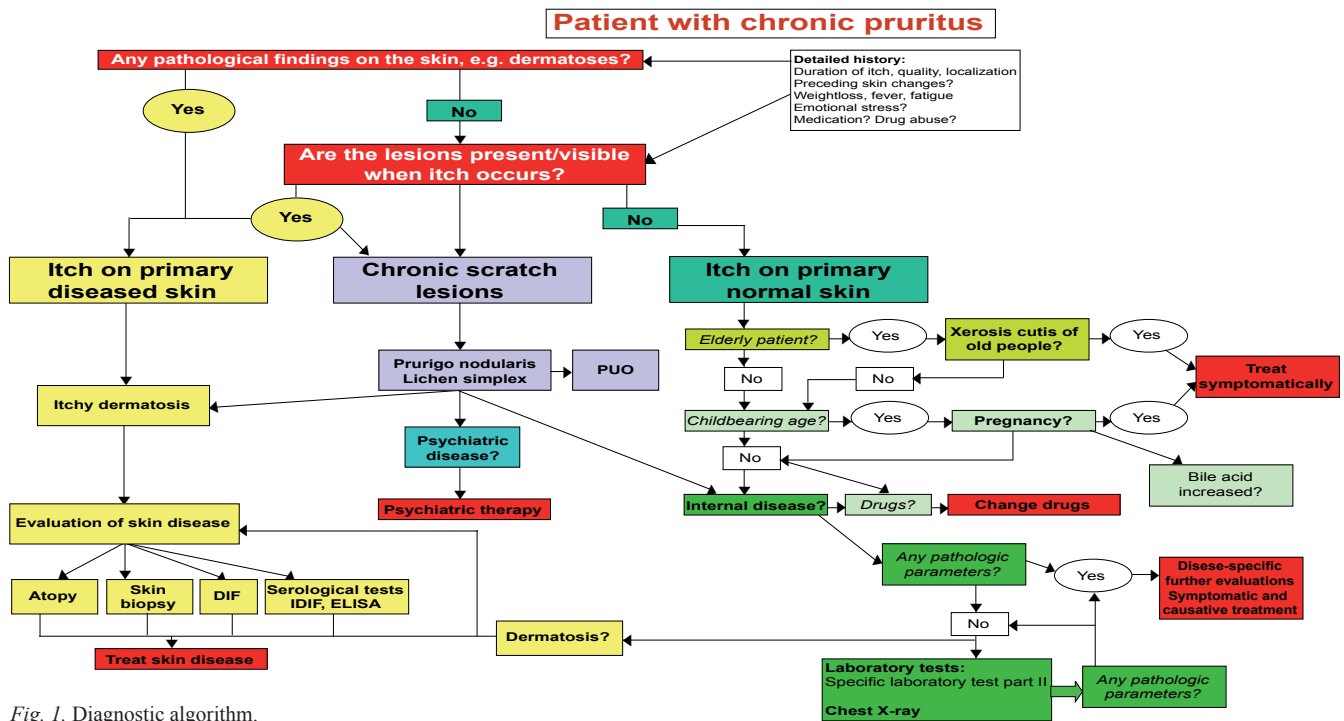 Patient with chronic pruritus
Any pathological findings on the skin, e.g. dermatoses?
Detailed history:
Duration of itch, quality, localization
Preceding skin changes?
Weightloss, fever, fatigue
Emotional stress?
Medication? Drug abuse?
Yes
No
Are the lesions present/visible
when itch occurs?
Yes
No
Itch on primary
diseased skin
Chronic scratch
lesions
Itch on primary
normal skin
Elderly patient?
Yes
Xerosis cutis of
old people?
Yes
Prurigo nodularis
Lichen simplex
PUO
No
No
Treat
symptomatically
Itchy dermatosis
Childbearing age?
Yes
Pregnancy?
Yes
Psychiatric
disease?
No
Bile acid
increased?
Psychiatric therapy
Internal disease?
Drugs?
Change drugs
Evaluation of skin disease
Any pathologic
parameters?
Yes
Disese-specific
further evaluations
Symptomatic and
causative treatment
Atopy
Skin
biopsy
DIF
Serological tests
IDIF, ELISA
No
Dermatosis?
Treat skin disease
Laboratory tests:
Specific laboratory test part II
Chest X-ray
Any pathologic
parameters?
Fig. 1. Diagnostic algorithm.